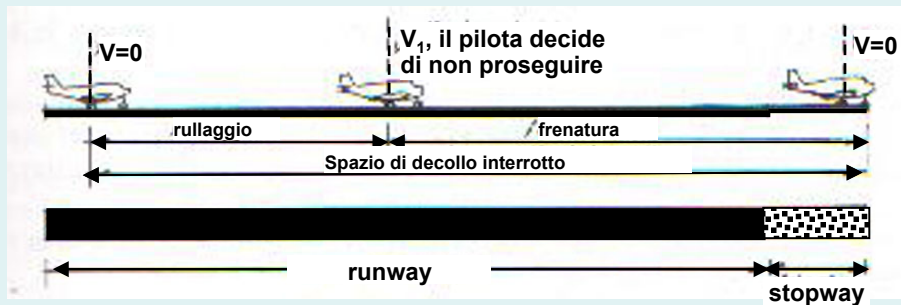 V=0
V1, il pilota decide
di non proseguire
V=0
rullaggio
frenatura
Spazio di decollo interrotto
runway
stopway